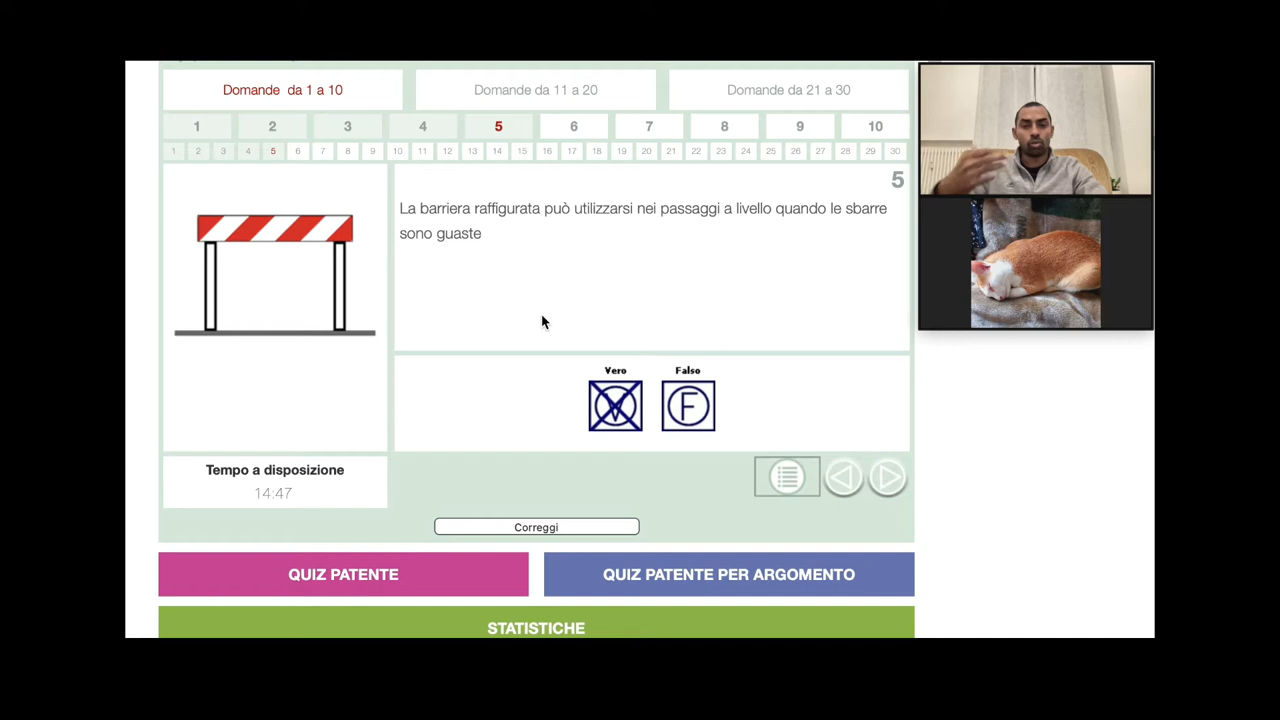 Domande da 1 a 10 Domande da 11 a 20 Domande da 21 a 30
1 2 3 4 5 6 7 8 9 10
1 2 3 4 5 6 7 8 9 10 11 12 13 14 15 16 17 18 19 20 21 22 23 24 25 26 27 28 29 30
5
La barriera raffigurata può utilizzarsi nei passaggi a livello quando le sbarre
sono guaste
Vero Falso
V F
Tempo a disposizione
14:47
Correggi
QUIZ PATENTE QUIZ PATENTE PER ARGOMENTO
STATISTICHE